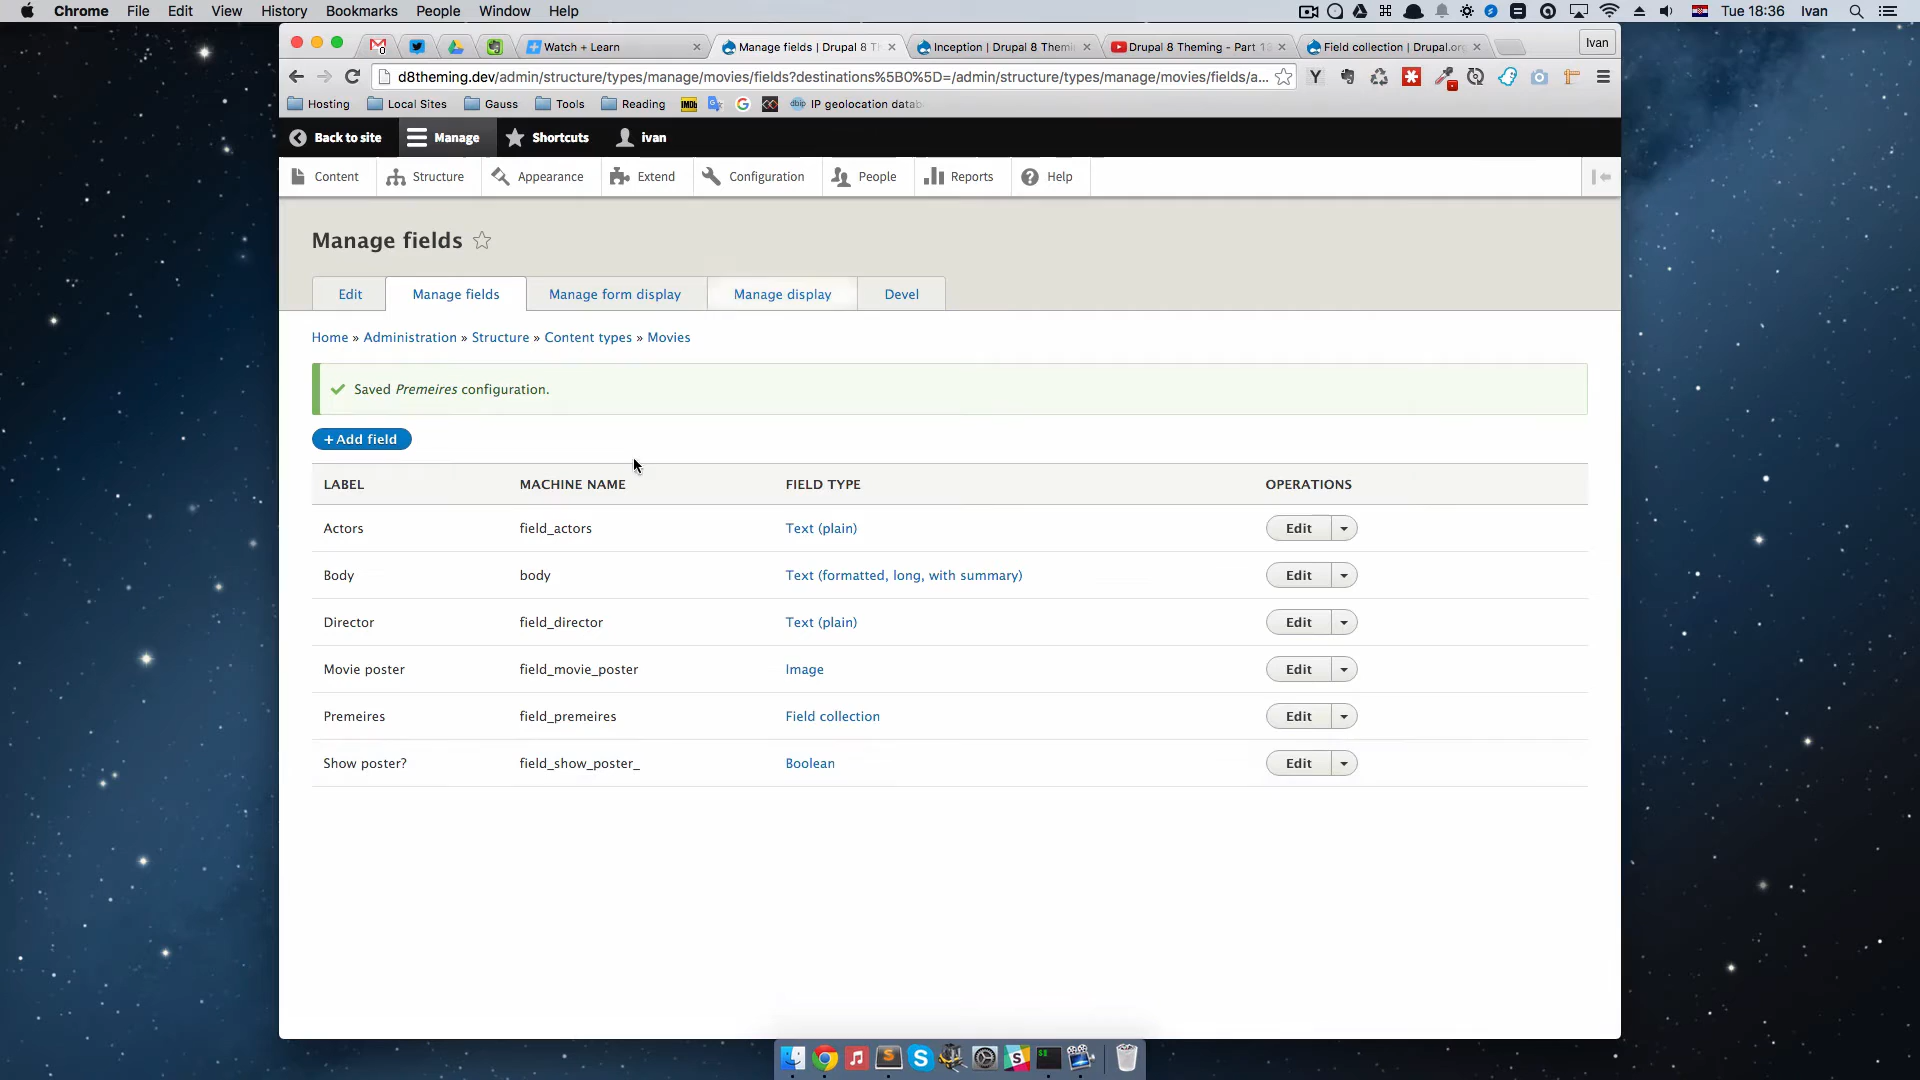 Chrome File Edit View History Bookmarks People Window Help Tue 18:36 Ivan
Watch + Learn
Manage fields | Drupal 8 T
Inception | Drupal 8 Themi
Drupal 8 Theming - Part 1
Field collection | Drupal.org
Ivan
d8theming.dev/admin/structure/types/manage/movies/fields?destinations%5B0%5D=/admin/structure/types/manage/movies/fields/a...
Hosting Local Sites Gauss Tools Reading IP geolocation datab
Back to site Manage Shortcuts ivan
Content Structure Appearance Extend Configuration People Reports Help
Manage fields
Edit Manage fields Manage form display Manage display Devel
Home » Administration » Structure » Content types » Movies
Saved Premeires configuration.
+ Add field
LABEL MACHINE NAME FIELD TYPE OPERATIONS
Actors field_actors Text (plain) Edit
Body body Text (formatted, long, with summary) Edit
Director field_director Text (plain) Edit
Movie poster field_movie_poster Image Edit
Premeires field_premeires Field collection Edit
Show poster? field_show_poster_ Boolean Edit